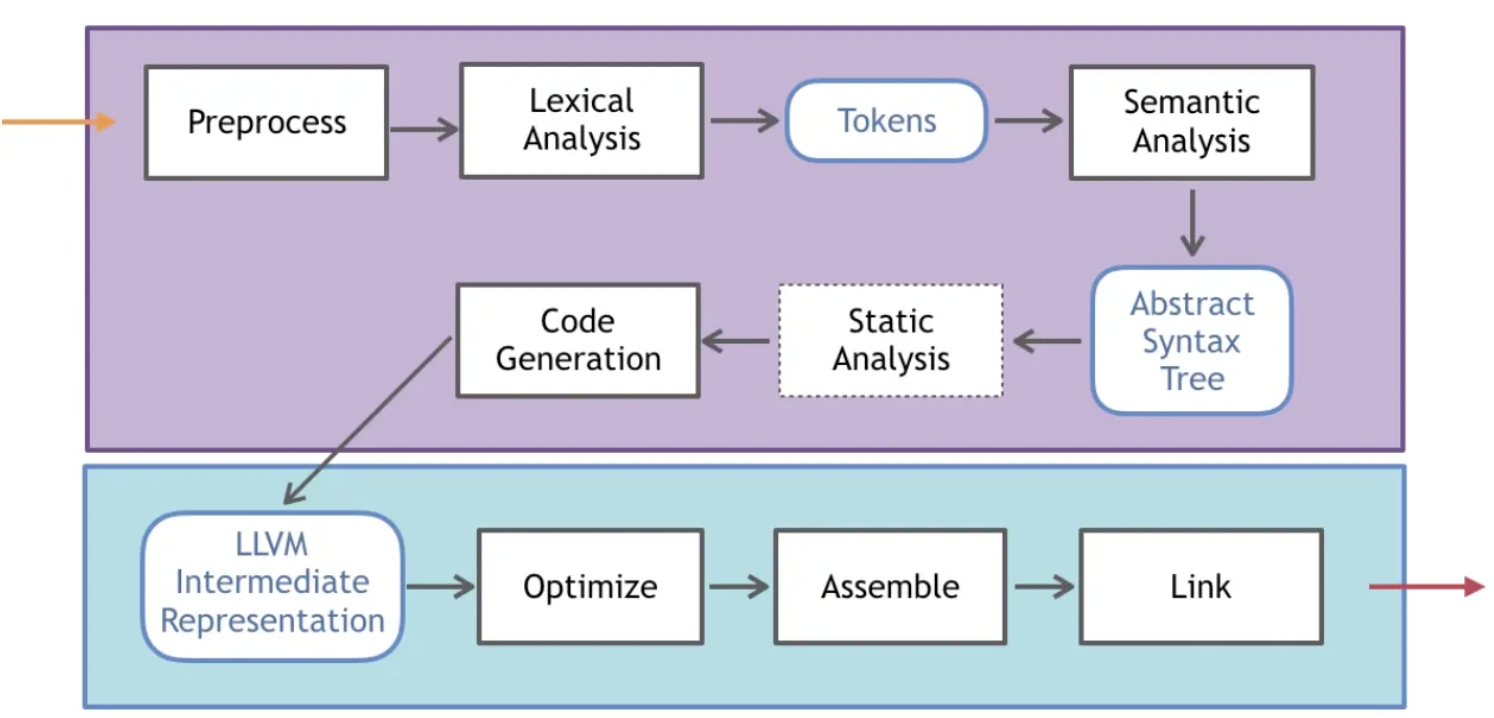 Preprocess
Lexical
Analysis
Tokens
Semantic
Analysis
Abstract
Syntax
Tree
Static
Analysis
Code
Generation
LLVM
Intermediate
Representation
Optimize
Assemble
Link